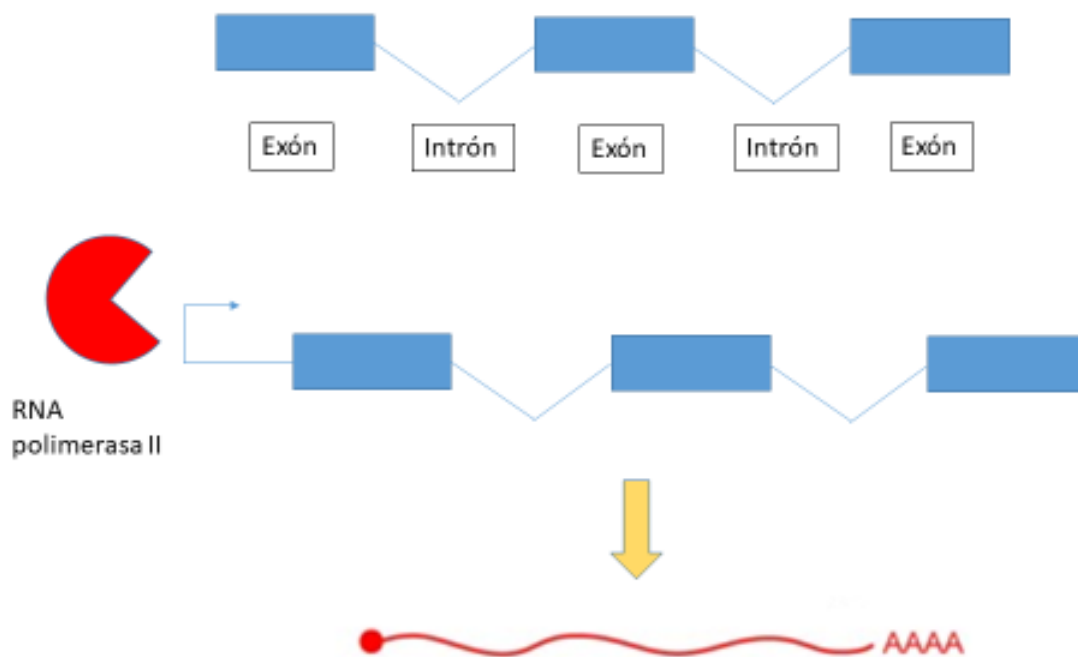 Exón
Intrón
Exón
Intrón
Exón
RNA
polimerasa II
AAAA